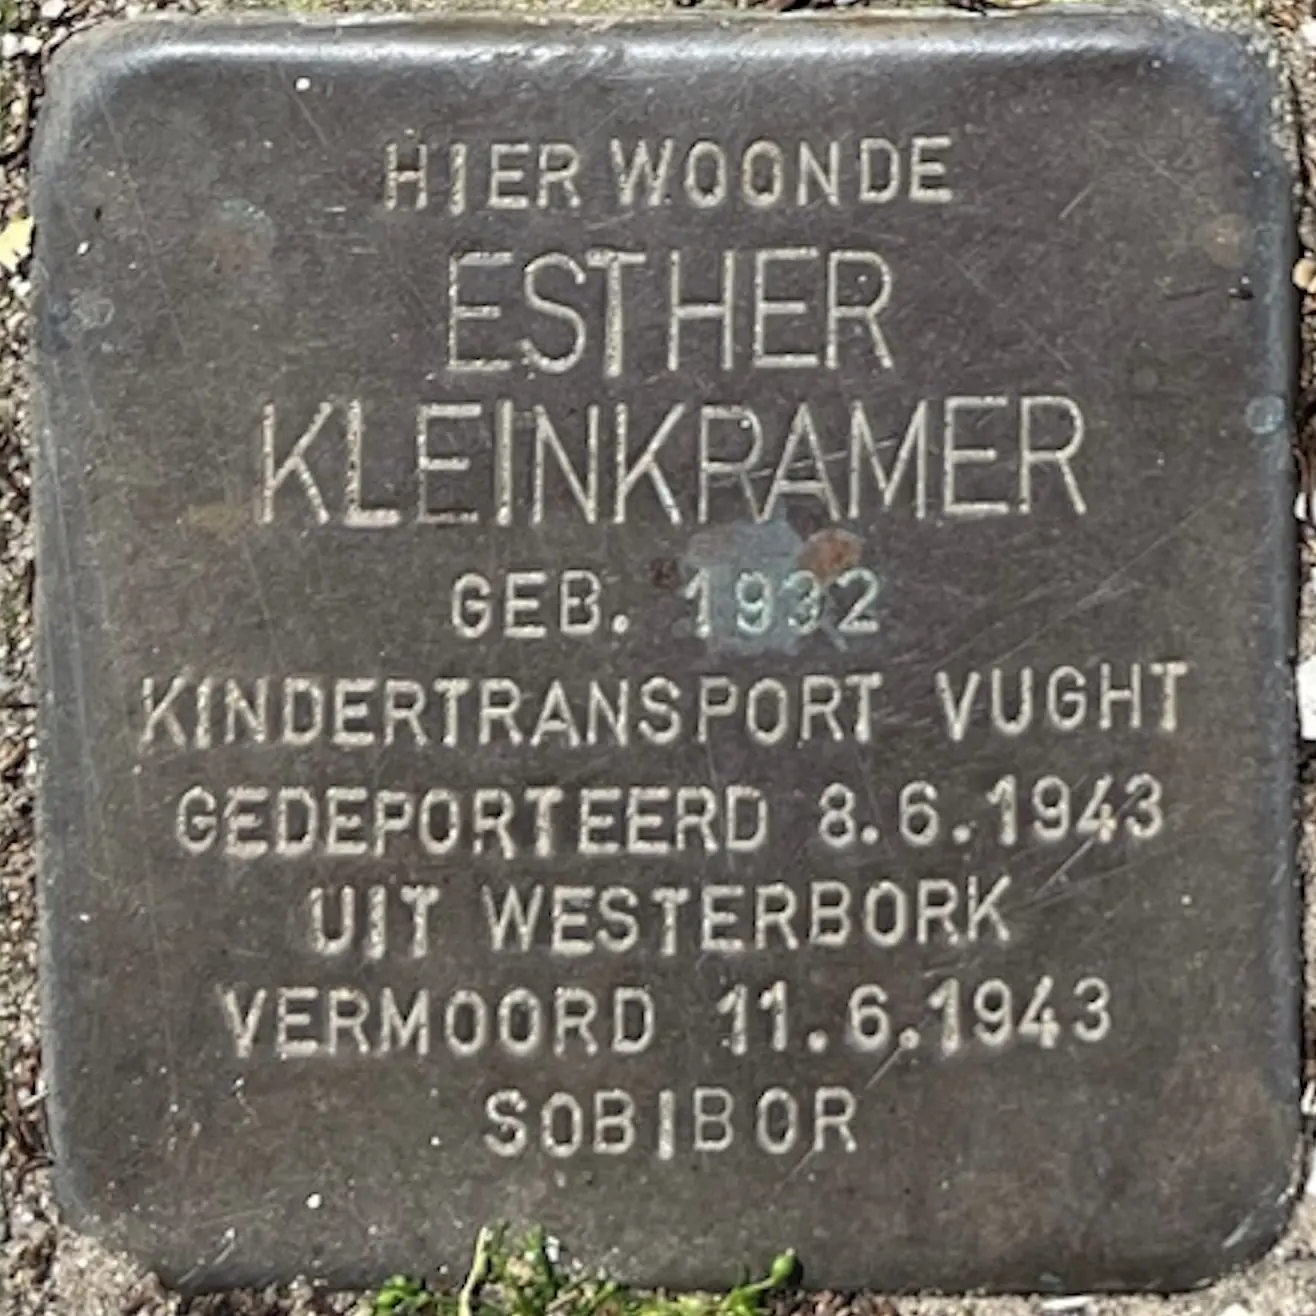 HIER WOONDE
ESTHER
KLEINKRAMER
GEB. 1932
KINDERTRANSPORT VUGHT
GEDEPORTEERD 8.6.1943
UIT WESTERBORK
VERMOORD 11.6.1943
SOBIBOR